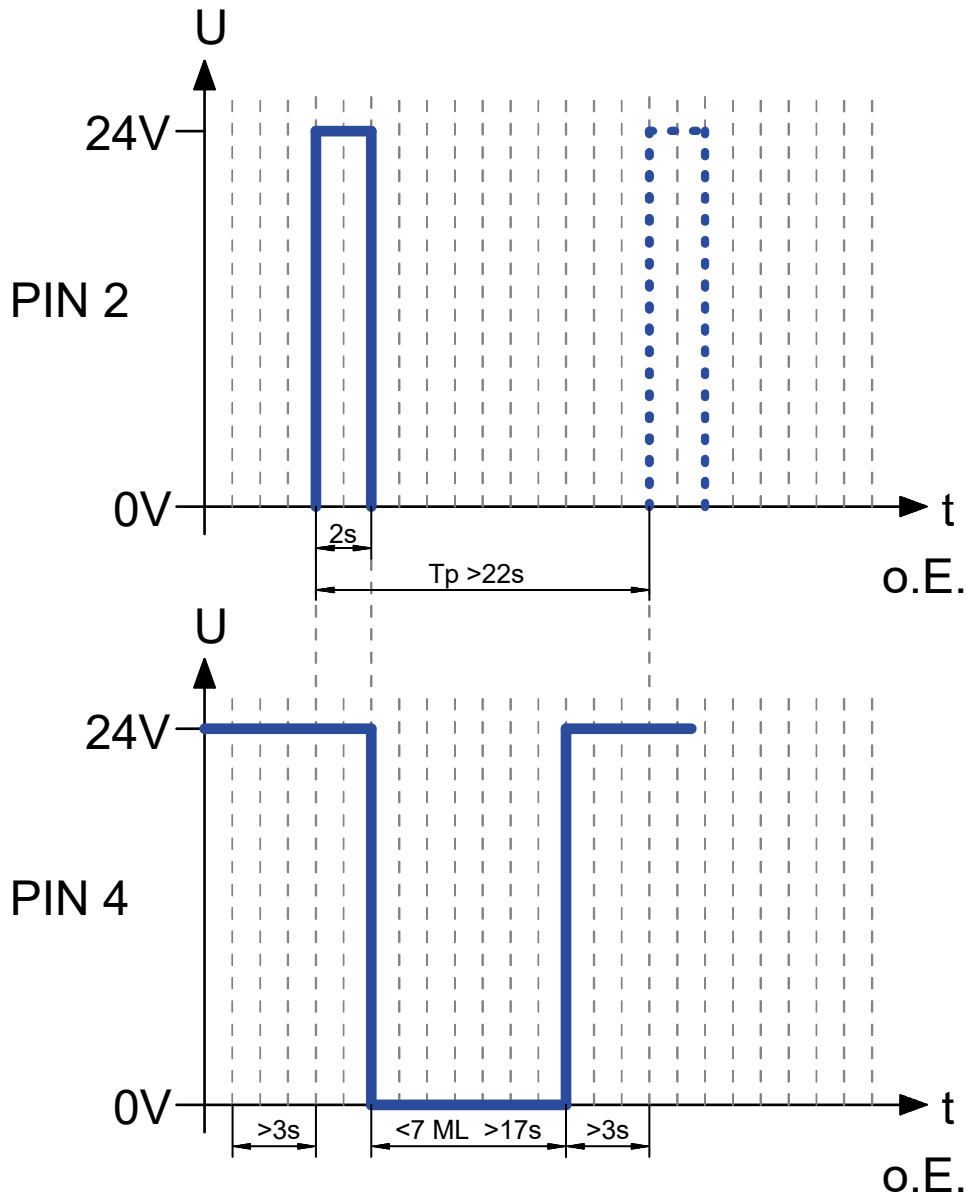 U
24V
PIN 2
0V
t
2s
Tp >22s
o.E.
U
24V
PIN 4
0V
t
>3s
<7 ML >17s
>3s
o.E.